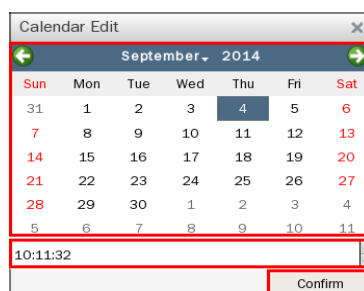 Calendar Edit
September 2014
Sun Mon Tue Wed Thu Fri Sat
31 1 2 3 4 5 6
7 8 9 10 11 12 13
14 15 16 17 18 19 20
21 22 23 24 25 26 27
28 29 30 1 2 3 4
5 6 7 8 9 10 11
10:11:32
Confirm